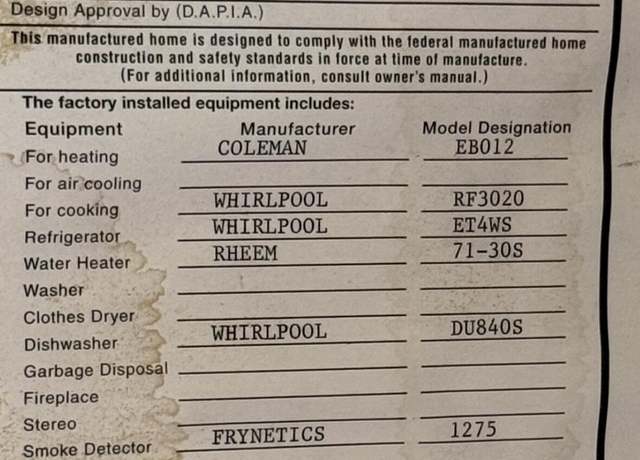 Design Approval by (D.A.P.I.A.)
This manufactured home is designed to comply with the federal manufactured home
construction and safety standards in force at time of manufacture.
(For additional information, consult owner's manual.)
The factory installed equipment includes:
Equipment Manufacturer Model Designation
For heating COLEMAN EB012
For air cooling
For cooking WHIRLPOOL RF3020
Refrigerator WHIRLPOOL ET4WS
Water Heater RHEEM 71-30S
Washer
Clothes Dryer
Dishwasher WHIRLPOOL DU840S
Garbage Disposal
Fireplace
Stereo
Smoke Detector FRYNETICS 1275